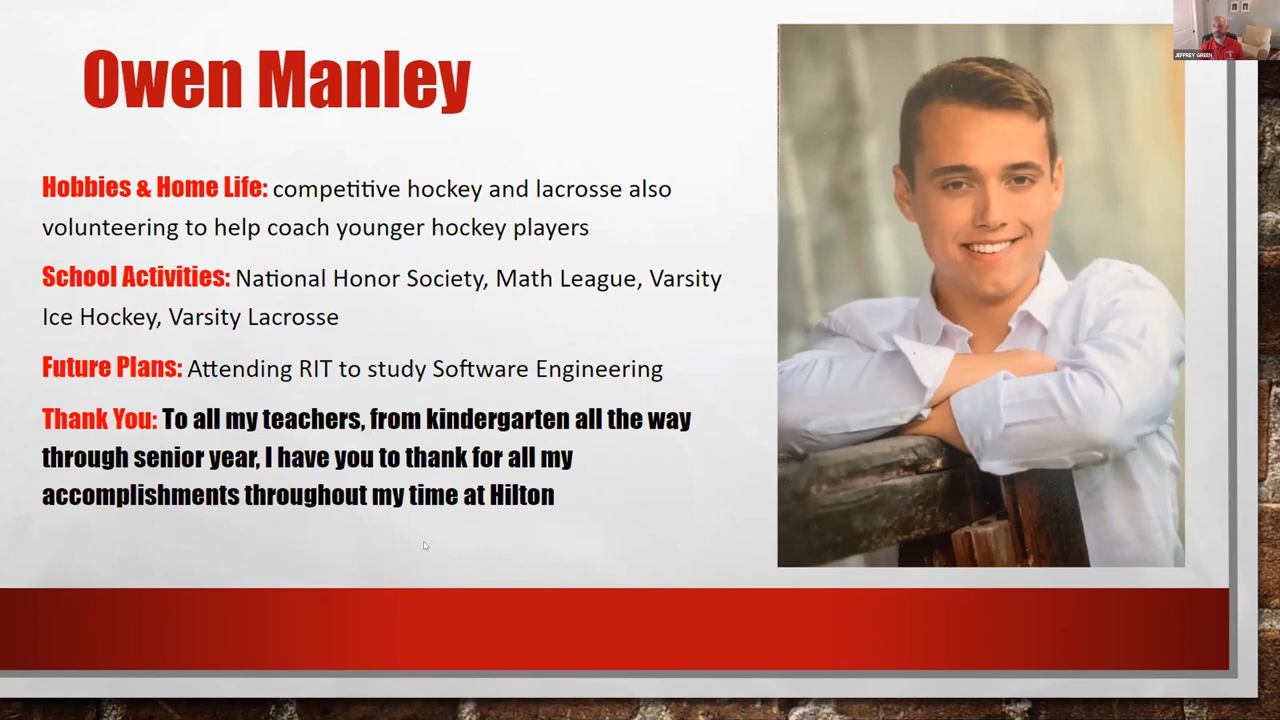 Owen Manley
JEFFREY GREEN
Hobbies & Home Life: competitive hockey and lacrosse also
volunteering to help coach younger hockey players
School Activities: National Honor Society, Math League, Varsity
Ice Hockey, Varsity Lacrosse
Future Plans: Attending RIT to study Software Engineering
Thank You: To all my teachers, from kindergarten all the way
through senior year, I have you to thank for all my
accomplishments throughout my time at Hilton